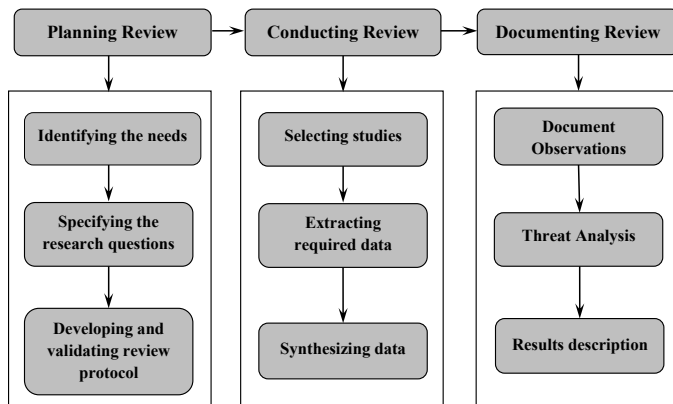 Planning Review
Conducting Review
Documenting Review
Identifying the needs
Specifying the
research questions
Developing and
validating review
protocol
Selecting studies
Extracting
required data
Synthesizing data
Document
Observations
Threat Analysis
Results description